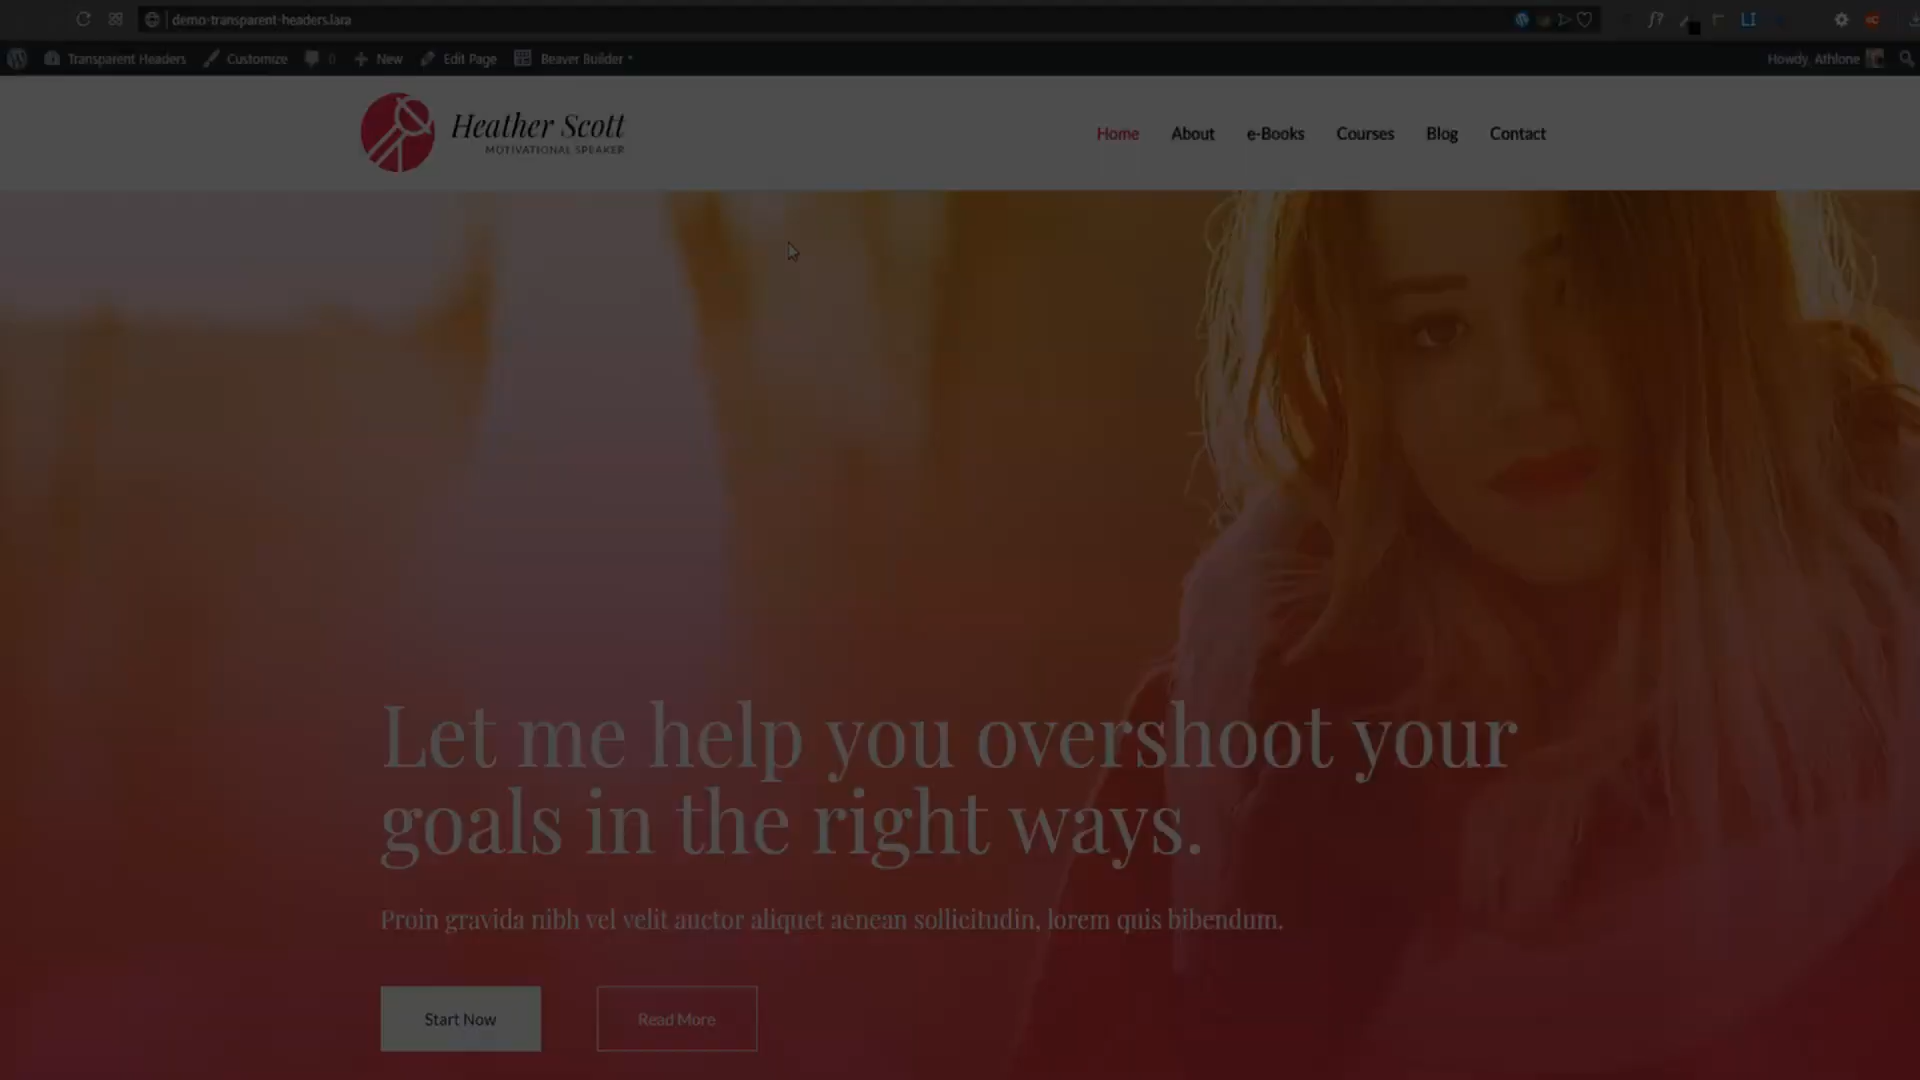 demo-transparent-headers.lara
Transparent Headers Customize 0 New Edit Page Beaver Builder
Howdy, Athlone
Heather Scott
MOTIVATIONAL SPEAKER
Home About e-Books Courses Blog Contact
Let me help you overshoot your
goals in the right ways.
Proin gravida nibh vel velit auctor aliquet aenean sollicitudin, lorem quis bibendum.
Start Now Read More